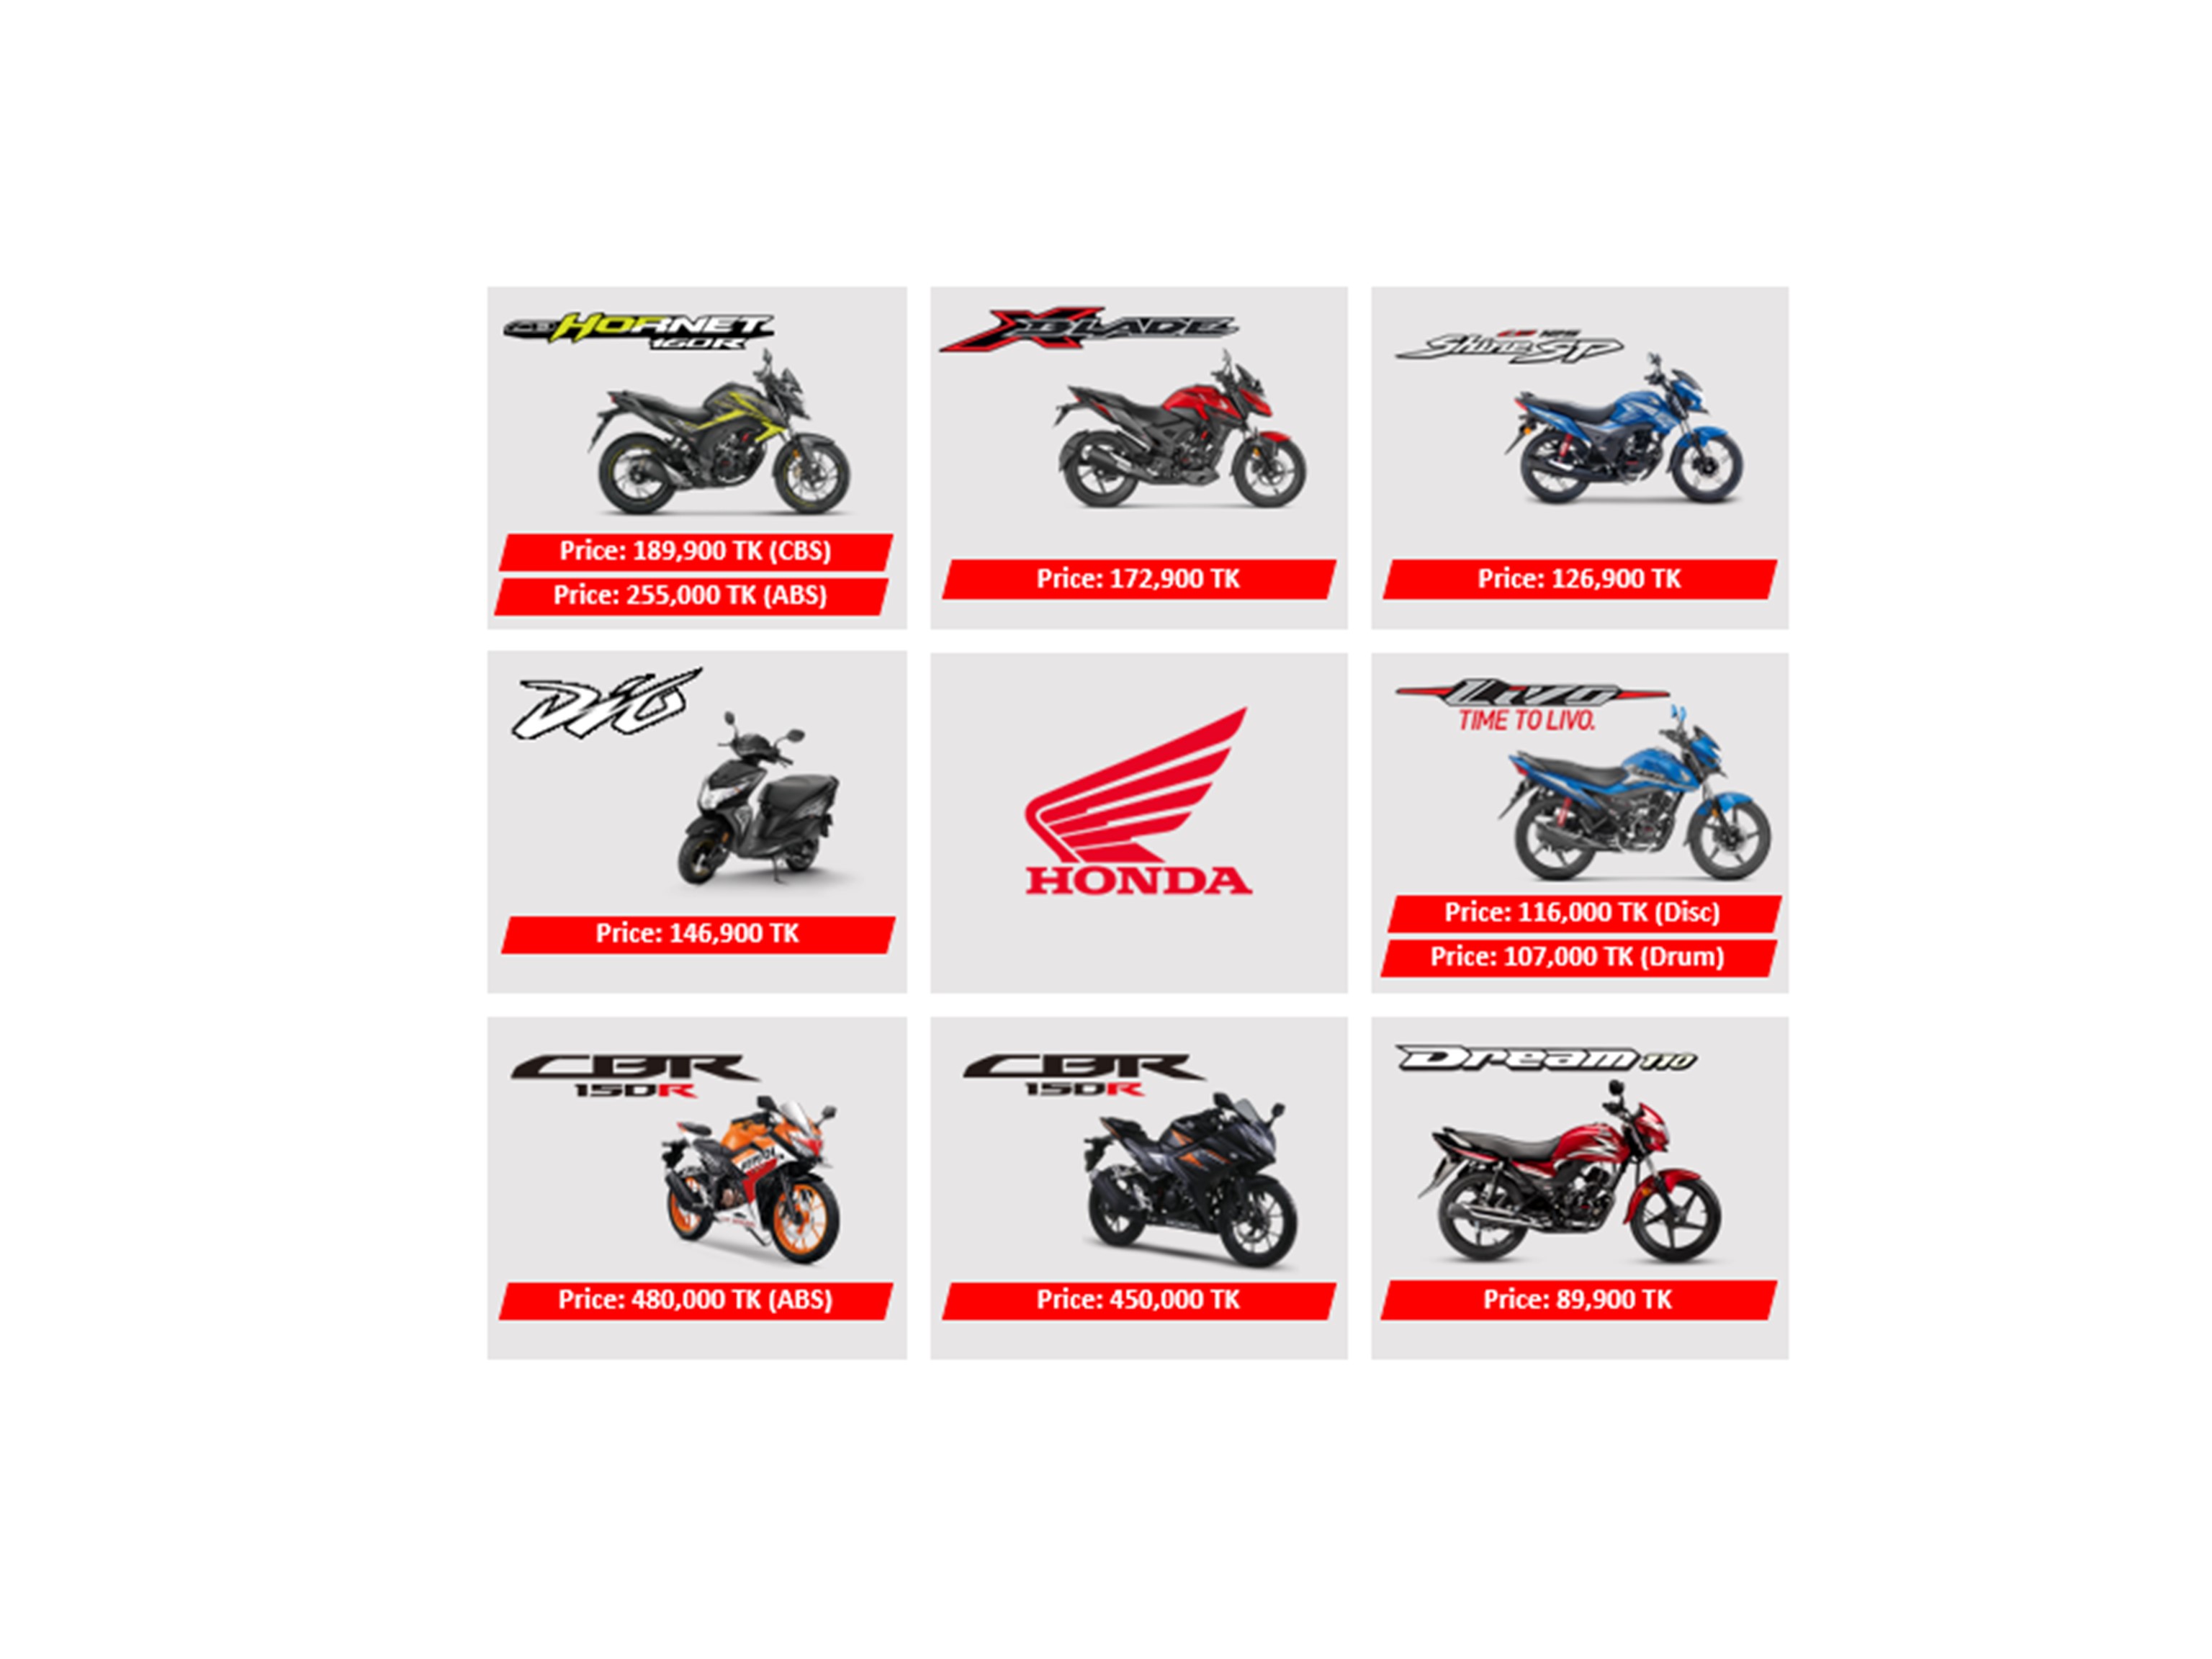 CB HORNET
160R
X BLADE
CB 125
Shine SP
Price: 189,900 TK (CBS)
Price: 255,000 TK (ABS)
Price: 172,900 TK
Price: 126,900 TK
DIO
LIVO
TIME TO LIVO.
HONDA
Price: 146,900 TK
Price: 116,000 TK (Disc)
Price: 107,000 TK (Drum)
CBR
150R
CBR
150R
Dream 110
Price: 480,000 TK (ABS)
Price: 450,000 TK
Price: 89,900 TK